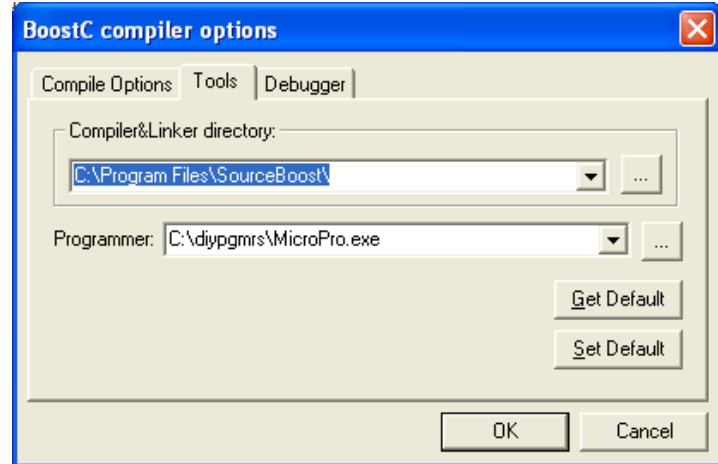 BoostC compiler options
Compile Options Tools Debugger
Compiler&Linker directory:
C:\Program Files\SourceBoost\
...
Programmer: C:\diypgmrs\MicroPro.exe
...
Get Default
Set Default
OK Cancel